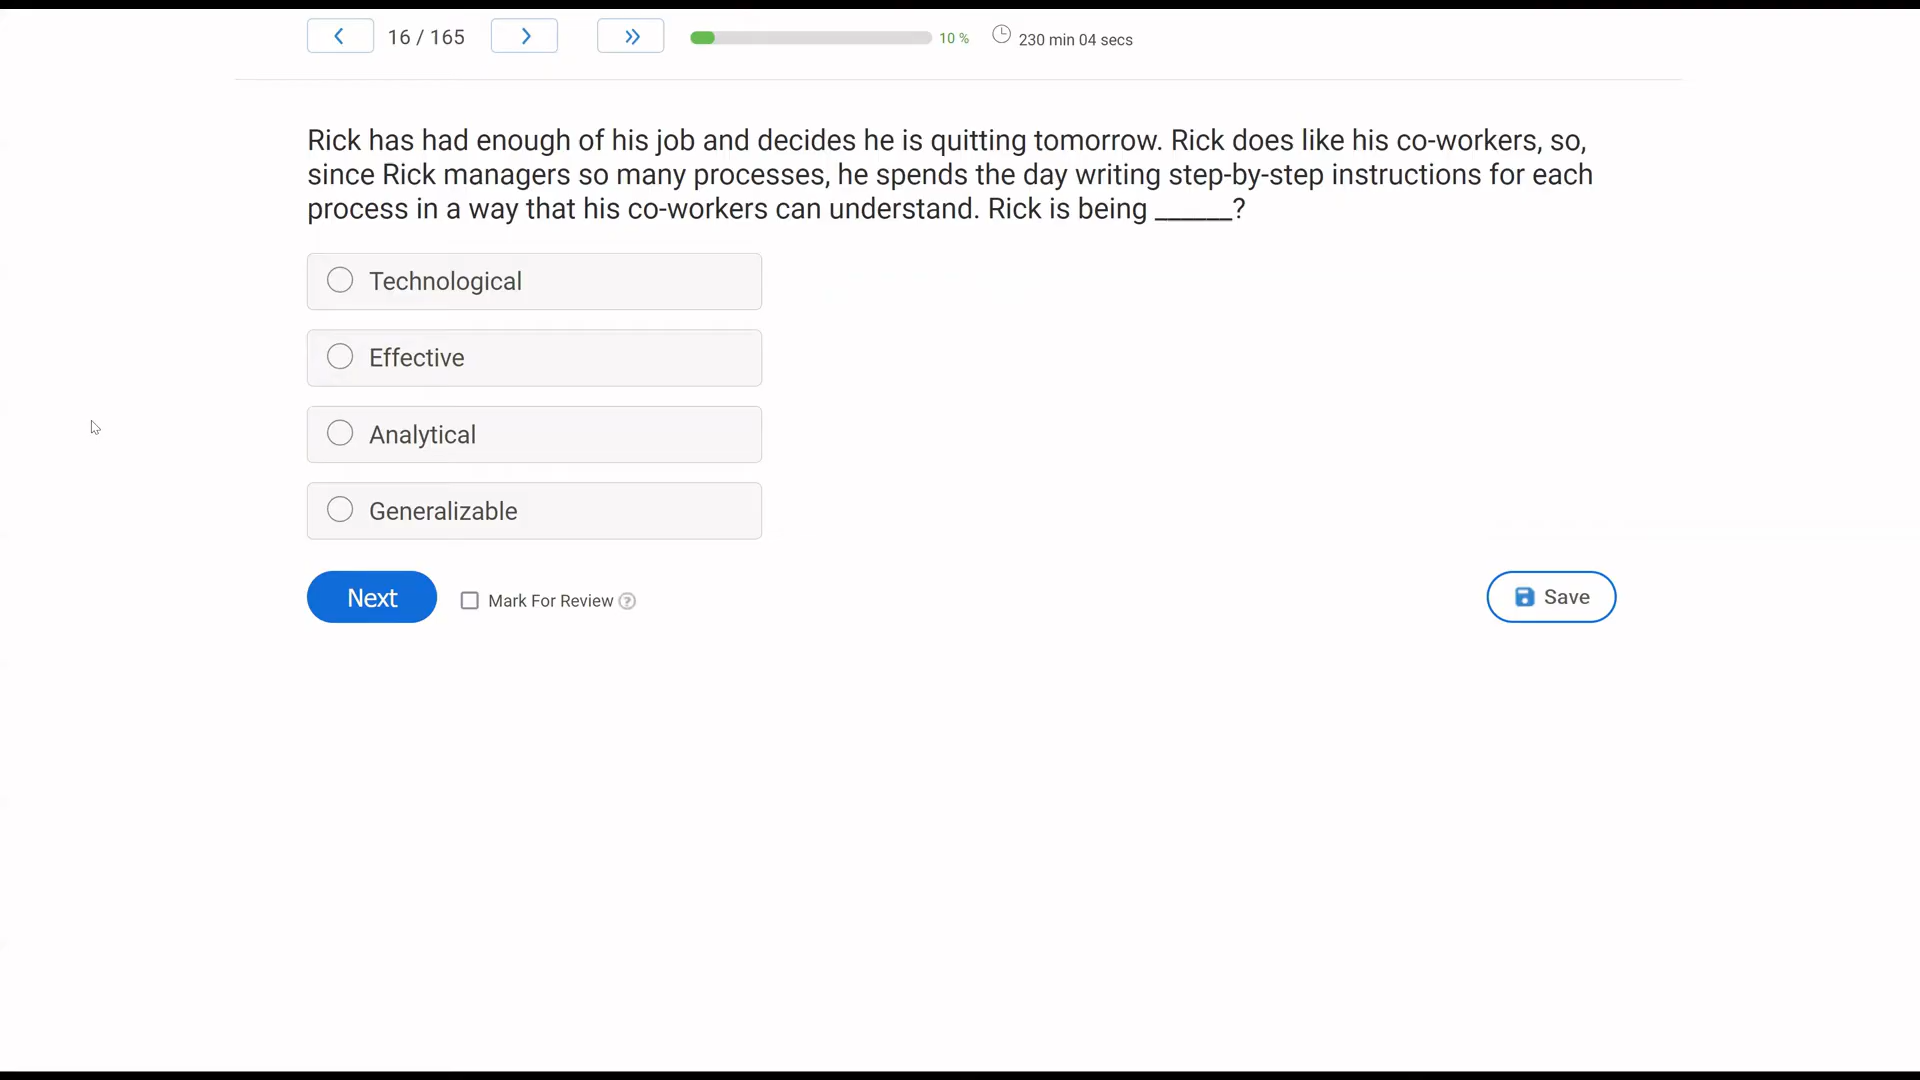 16 / 165
10 %
230 min 04 secs
Rick has had enough of his job and decides he is quitting tomorrow. Rick does like his co-workers, so,
since Rick managers so many processes, he spends the day writing step-by-step instructions for each
process in a way that his co-workers can understand. Rick is being ______?
Technological
Effective
Analytical
Generalizable
Next
Mark For Review ?
Save